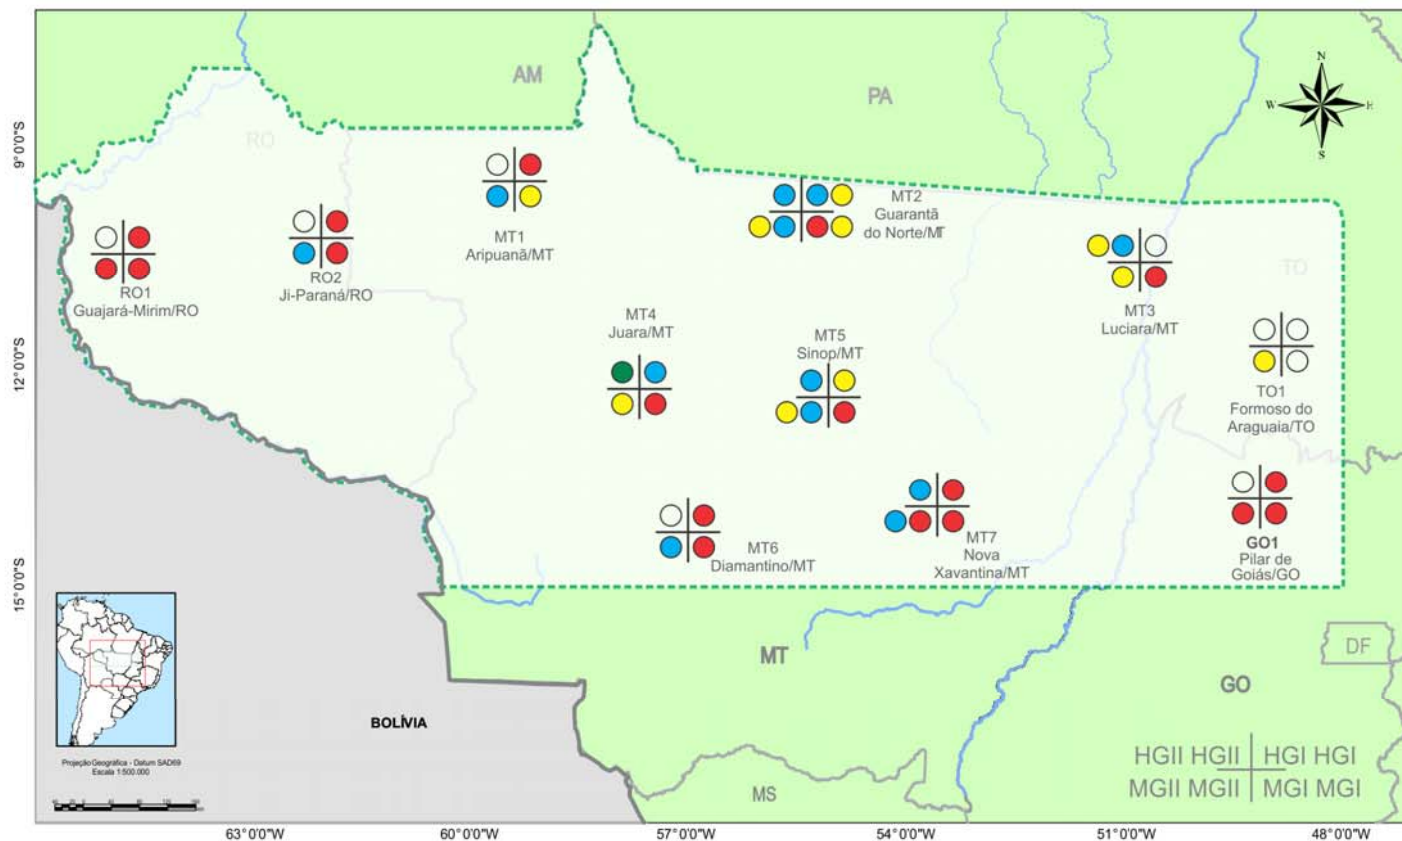 AM
PA
N
W E
S
9°0'0"S
RO
TO
MT2
Guarantã
do Norte/MT
MT1
Aripuanã/MT
RO1
Guajará-Mirim/RO
RO2
Ji-Paraná/RO
MT3
Luciara/MT
MT4
Juara/MT
MT5
Sinop/MT
12°0'0"S
TO1
Formoso do
Araguaia/TO
MT6
Diamantino/MT
MT7
Nova
Xavantina/MT
GO1
Pilar de
Goiás/GO
15°0'0"S
MT
DF
GO
BOLÍVIA
HGII HGII HGI HGI
MGII MGII MGI MGI
MS
Projeção Geográfica - Datum SAD69
Escala 1:500.000
63°0'0"W 60°0'0"W 57°0'0"W 54°0'0"W 51°0'0"W 48°0'0"W